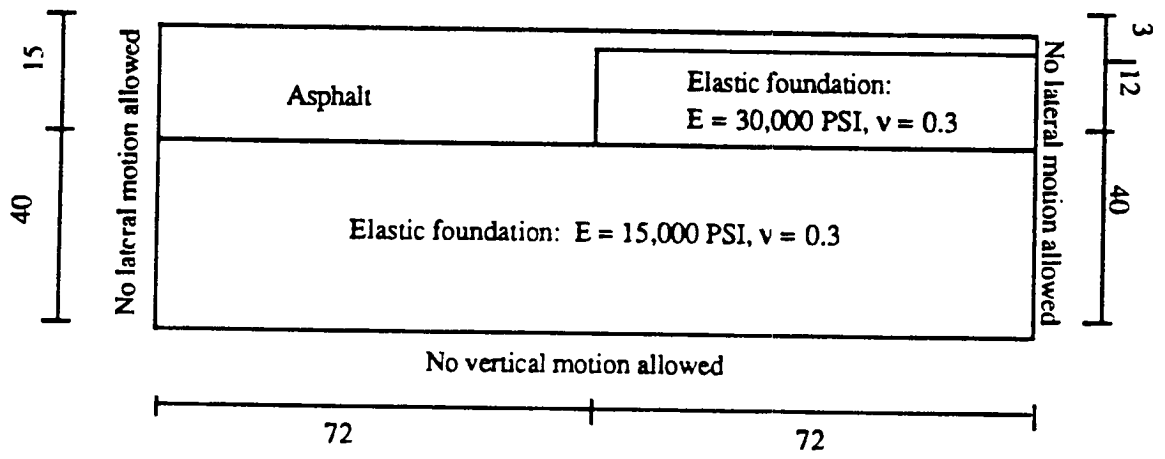 15
40
No lateral motion allowed
Asphalt
Elastic foundation:
E = 30,000 PSI, ν = 0.3
Elastic foundation: E = 15,000 PSI, ν = 0.3
No lateral motion allowed
3
12
40
No vertical motion allowed
72
72